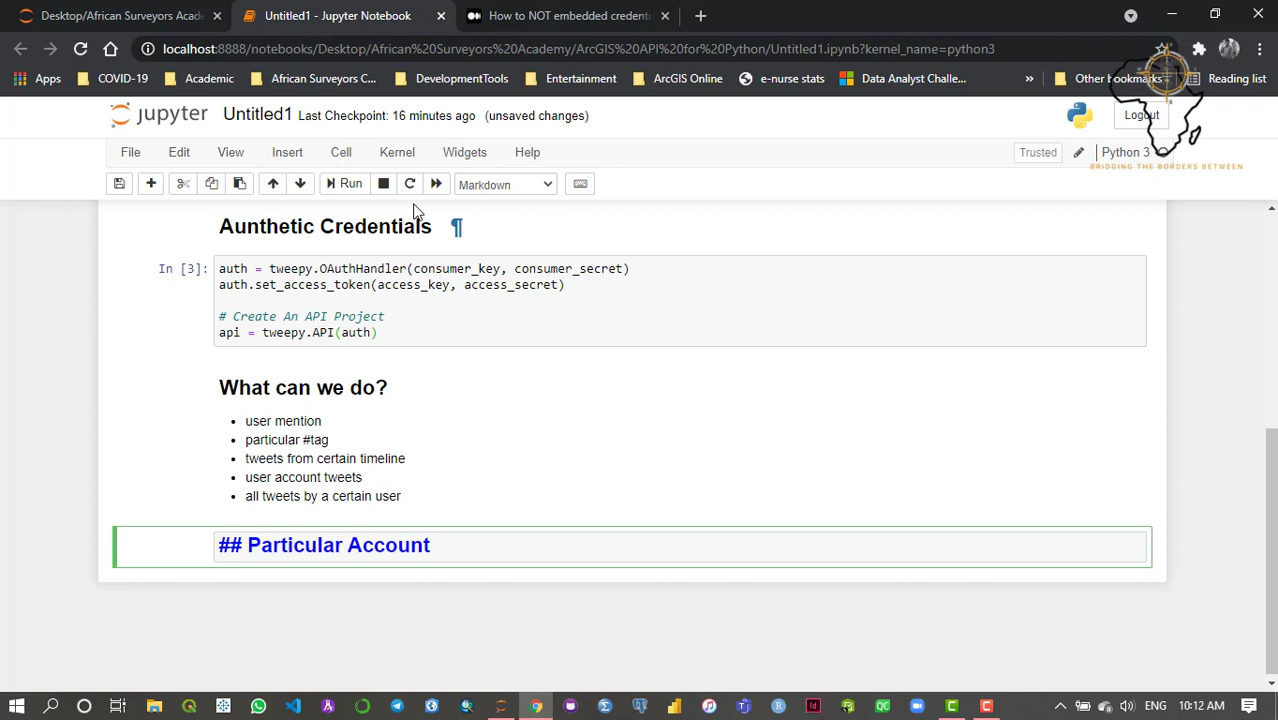 Desktop/African Surveyors Acade
Untitled1 - Jupyter Notebook
How to NOT embedded credenti
localhost:8888/notebooks/Desktop/African%20Surveyors%20Academy/ArcGIS%20API%20for%20Python/Untitled1.ipynb?kernel_name=python3
Apps
COVID-19
Academic
African Surveyors C...
DevelopmentTools
Entertainment
ArcGIS Online
e-nurse stats
Data Analyst Challe...
»
Other bookmarks
Reading list
jupyter
Untitled1
Last Checkpoint: 16 minutes ago
(unsaved changes)
Logout
File
Edit
View
Insert
Cell
Kernel
Widgets
Help
Trusted
Python 3
BRIDGING THE BORDERS BETWEEN
Run
Markdown
Aunthetic Credentials ¶
In [3]:
auth = tweepy.OAuthHandler(consumer_key, consumer_secret)
auth.set_access_token(access_key, access_secret)
# Create An API Project
api = tweepy.API(auth)
What can we do?
• user mention
• particular #tag
• tweets from certain timeline
• user account tweets
• all tweets by a certain user
## Particular Account
ENG
10:12 AM